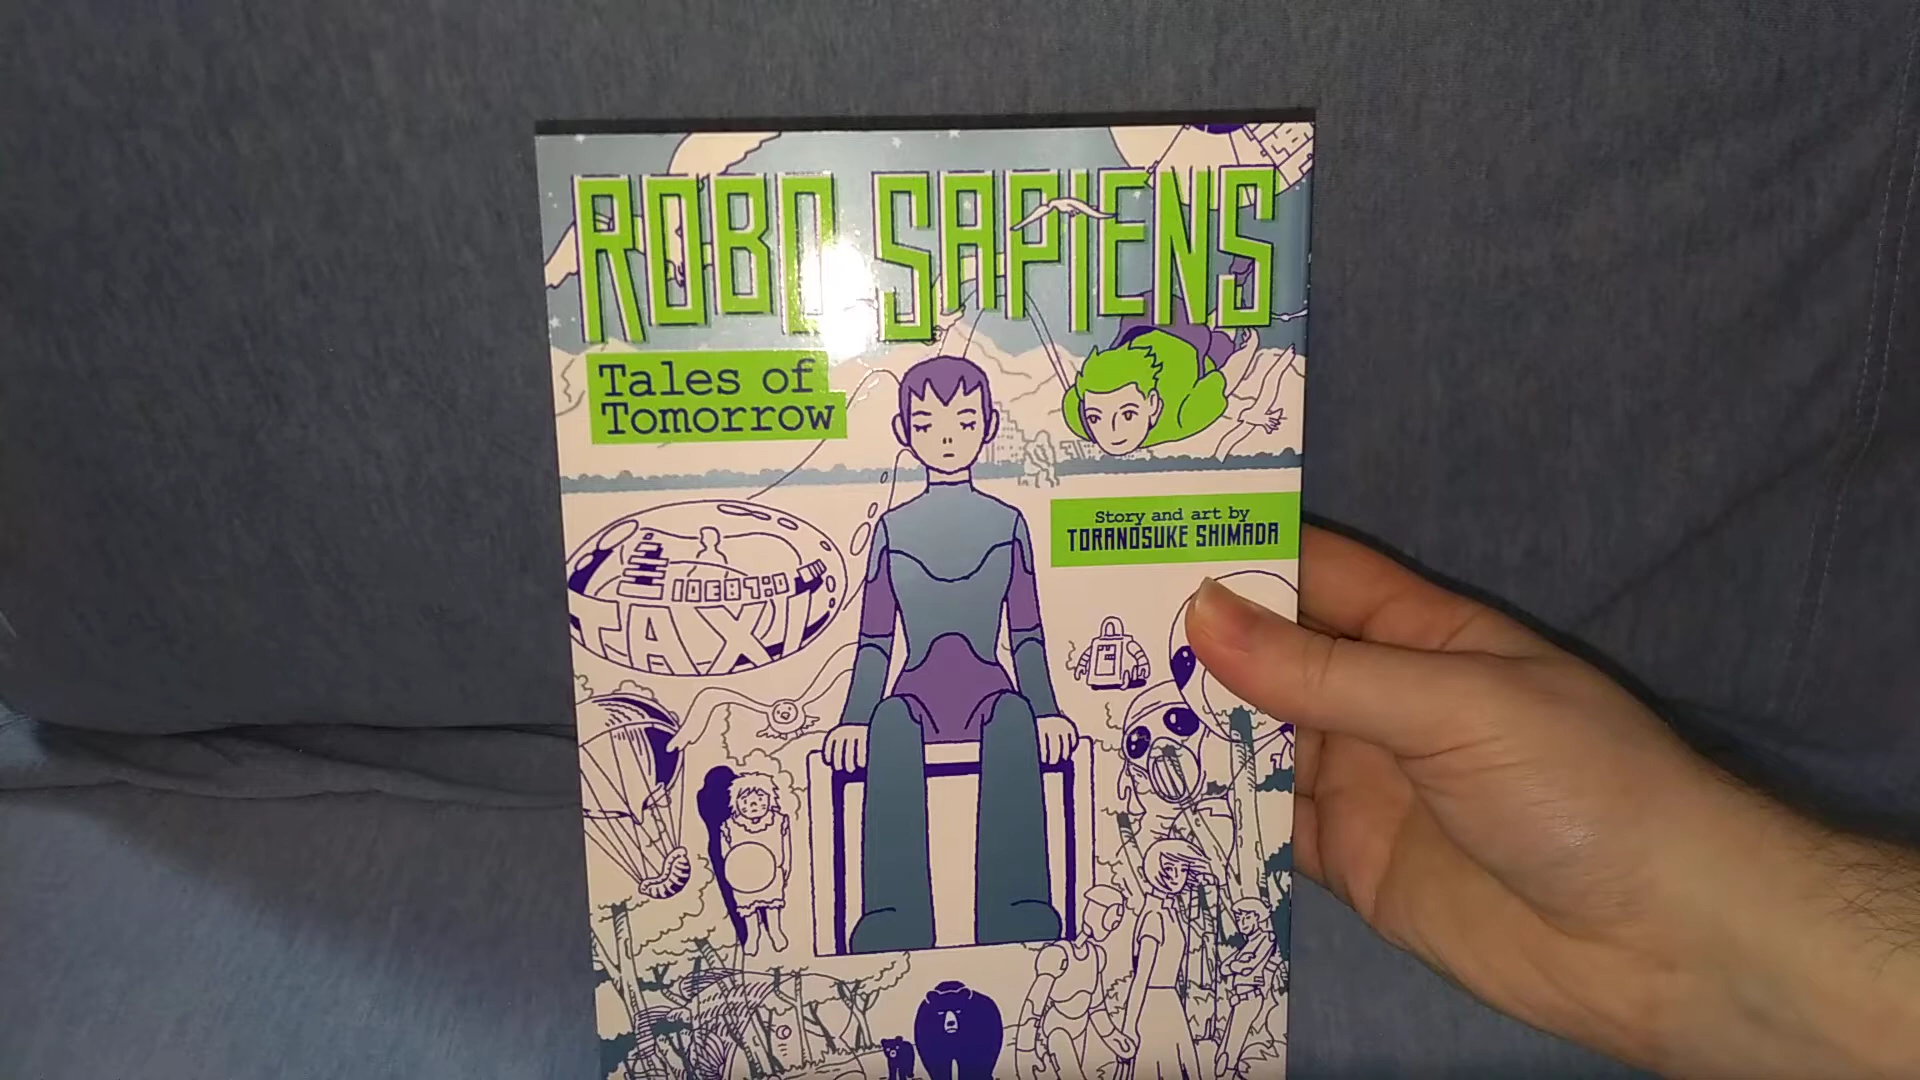 ROBO SAPIENS
Tales of
Tomorrow
Story and art by
TORANOSUKE SHIMADA
TAXI